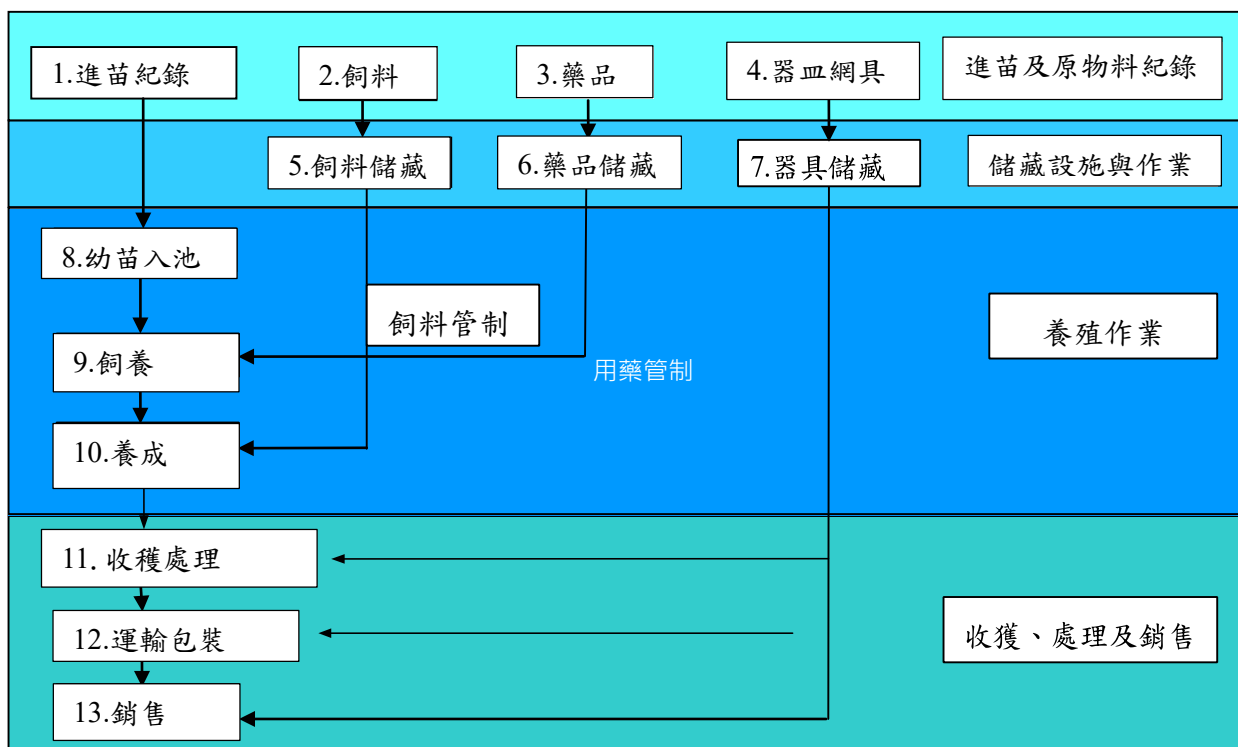 1.進苗紀錄
2.飼料
3.藥品
4.器皿網具
進苗及原物料紀錄
5.飼料儲藏
6.藥品儲藏
7.器具儲藏
儲藏設施與作業
8.幼苗入池
飼料管制
養殖作業
9.飼養
用藥管制
10.養成
11. 收穫處理
12.運輸包裝
收獲、處理及銷售
13.銷售